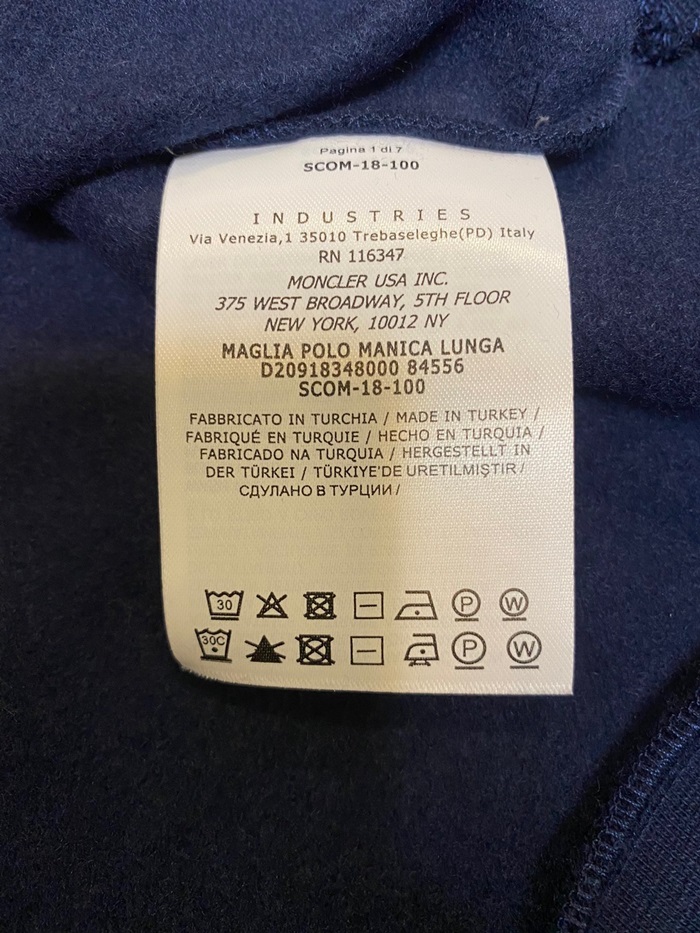 Pagina 1 di 7
SCOM-18-100
INDUSTRIES
Via Venezia,1 35010 Trebaseleghe(PD) Italy
RN 116347
MONCLER USA INC.
375 WEST BROADWAY, 5TH FLOOR
NEW YORK, 10012 NY
MAGLIA POLO MANICA LUNGA
D20918348000 84556
SCOM-18-100
FABBRICATO IN TURCHIA / MADE IN TURKEY /
FABRIQUÉ EN TURQUIE / HECHO EN TURQUIA /
FABRICADO NA TURQUIA / HERGESTELLT IN
DER TÜRKEI / TÜRKIYE'DE URETILMIŞTIR /
СДУЛАНО В ТУРЦИИ /
30 P W
30C P W